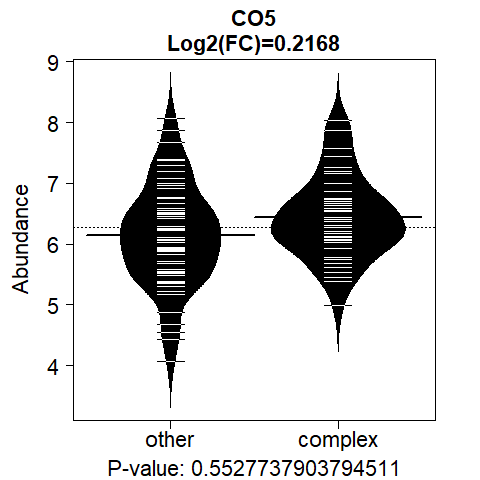 CO5
Log2(FC)=0.2168
Abundance
9
8
7
6
5
4
other complex
P-value: 0.5527737903794511